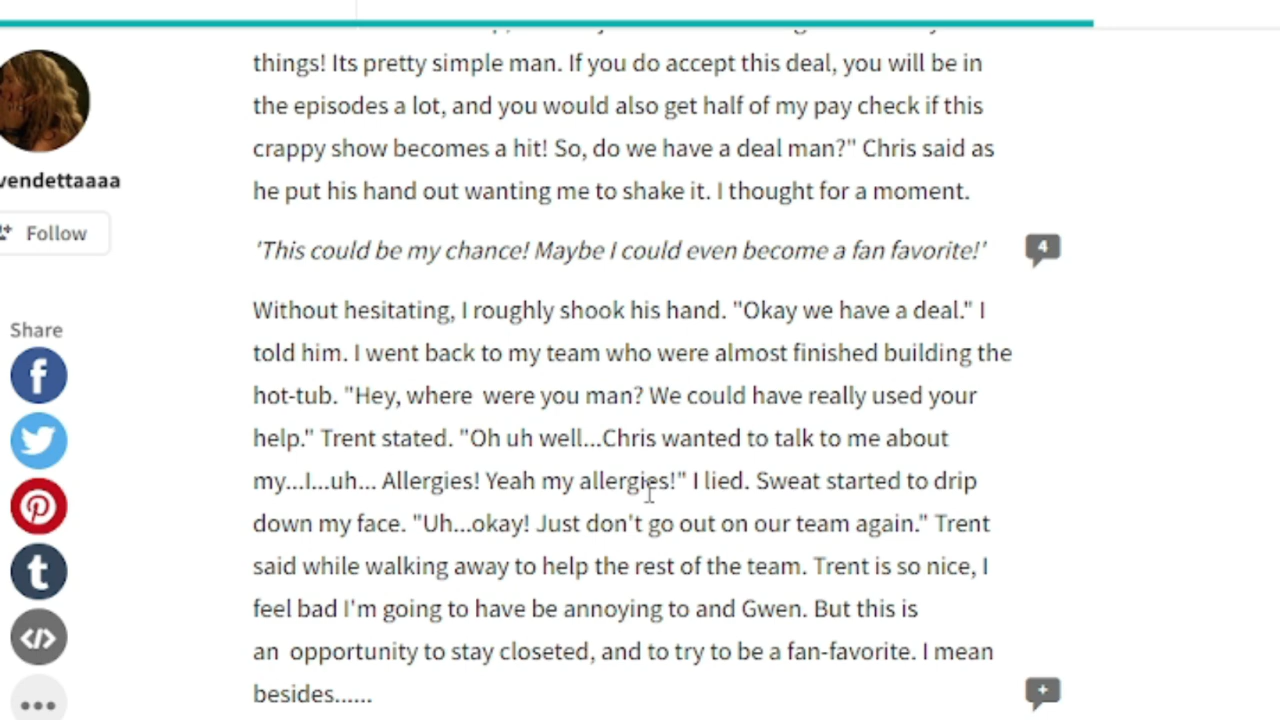 things! Its pretty simple man. If you do accept this deal, you will be in
the episodes a lot, and you would also get half of my pay check if this
crappy show becomes a hit! So, do we have a deal man?" Chris said as
he put his hand out wanting me to shake it. I thought for a moment.
'This could be my chance! Maybe I could even become a fan favorite!'
4
Without hesitating, I roughly shook his hand. "Okay we have a deal." I
told him. I went back to my team who were almost finished building the
hot-tub. "Hey, where  were you man? We could have really used your
help." Trent stated. "Oh uh well...Chris wanted to talk to me about
my...I...uh... Allergies! Yeah my allergies!" I lied. Sweat started to drip
down my face. "Uh...okay! Just don't go out on our team again." Trent
said while walking away to help the rest of the team. Trent is so nice, I
feel bad I'm going to have be annoying to and Gwen. But this is
an  opportunity to stay closeted, and to try to be a fan-favorite. I mean
besides......
+
vendettaaaa
Follow
Share